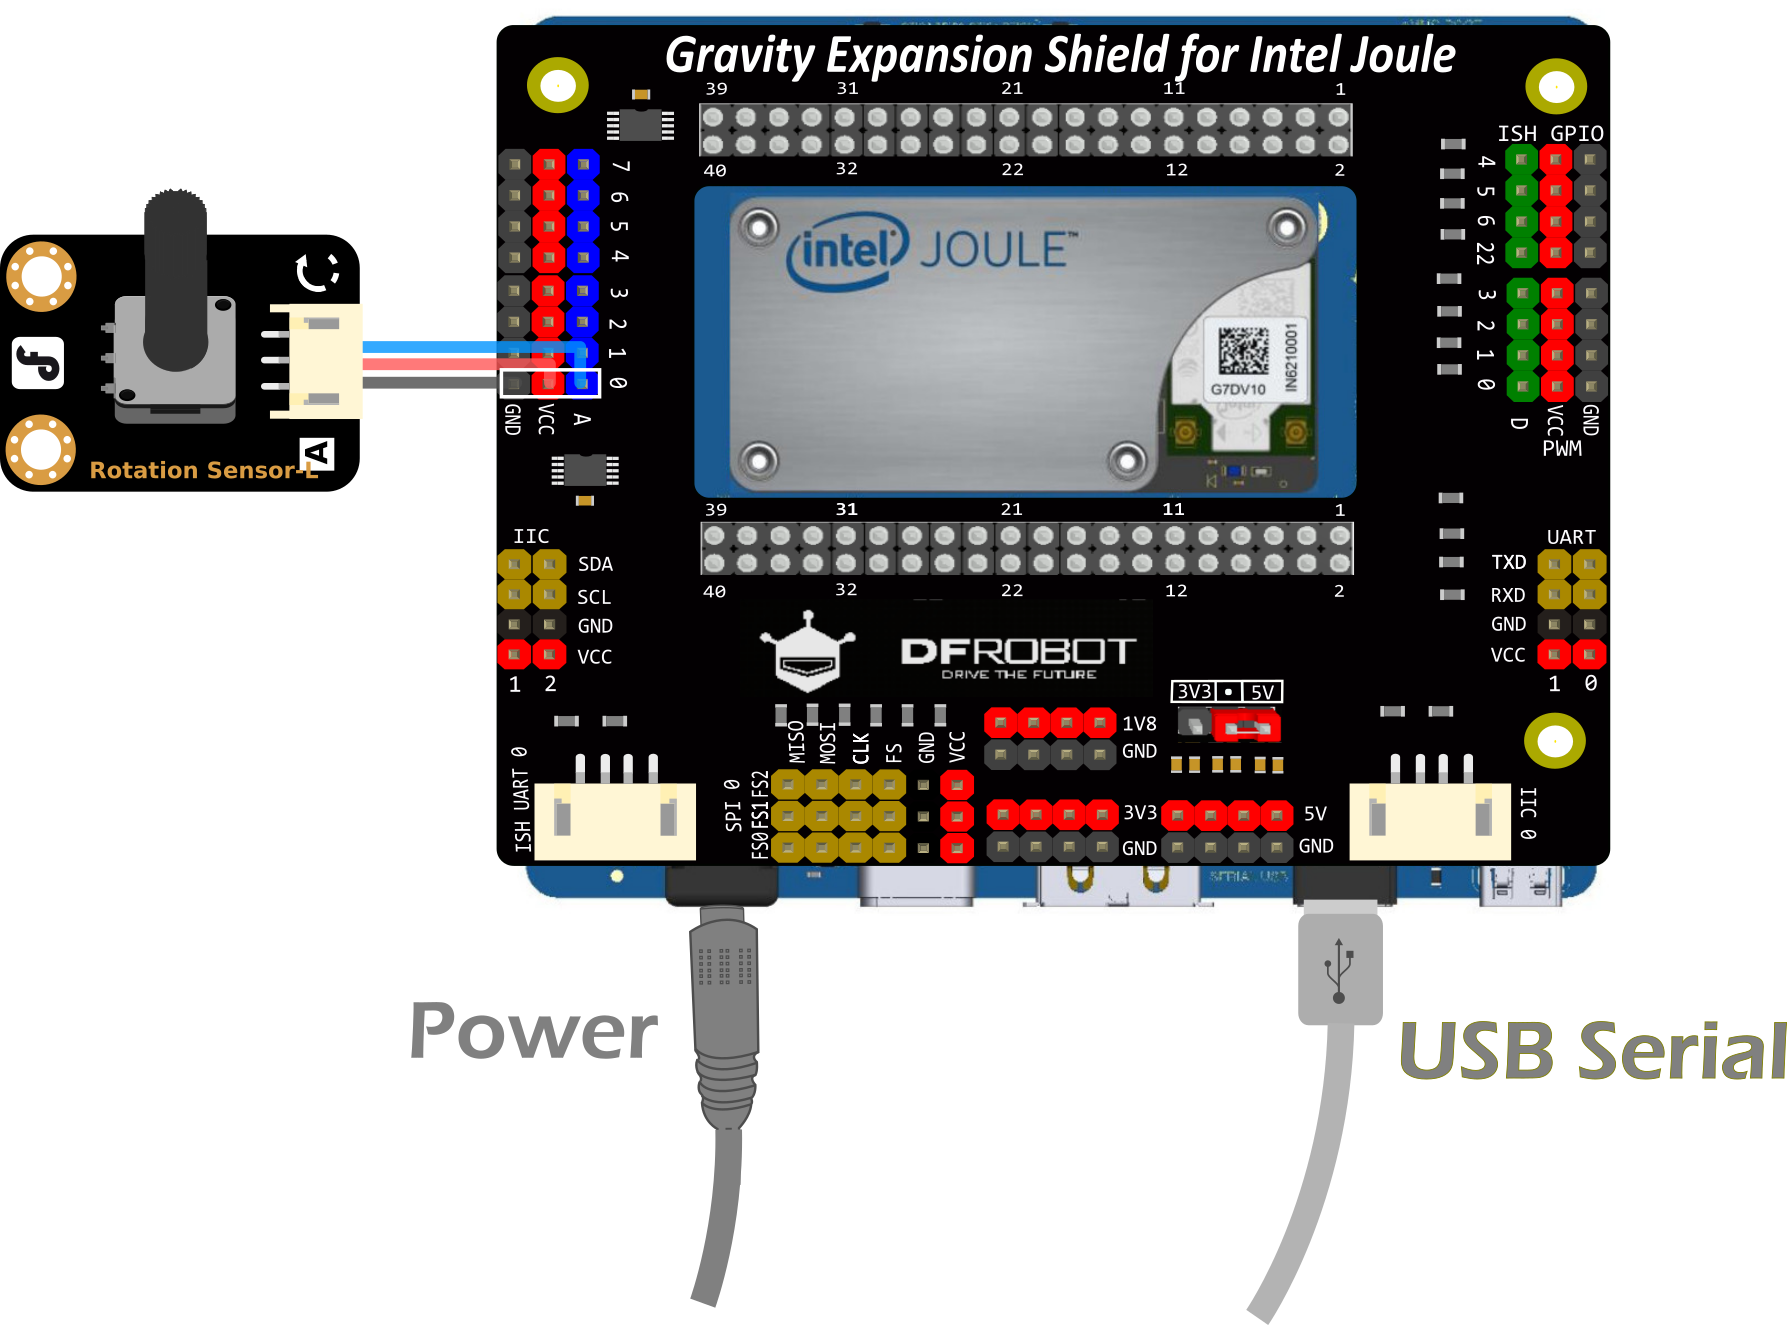 Gravity Expansion Shield for Intel Joule
39 31 21 11 1
40 32 22 12 2
ISH GPIO
7
6
5
4
3
2
1
0
GND VCC A
4
5
6
22
3
2
1
0
D VCC GND
PWM
intel JOULE™
G7DV10
IN6210001
A
Rotation Sensor-L
39 31 21 11 1
40 32 22 12 2
IIC
SDA
SCL
GND
VCC
1 2
UART
TXD
RXD
GND
VCC
1 0
DFROBOT
DRIVE THE FUTURE
3V3 5V
ISH UART 0
MISO MOSI CLK FS GND VCC
SPI 0
FS2
FS1
FS0
1V8
GND
3V3
GND
5V
GND
IIC 0
SERIAL USB
Power
USB Serial